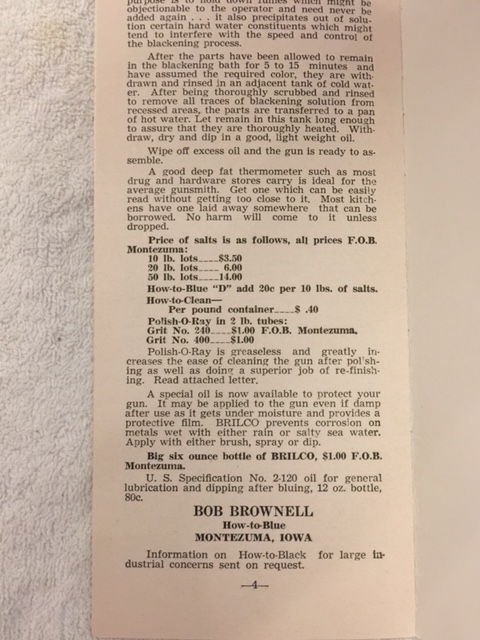 purpose is to hold down fumes which might be
objectionable to the operator and need never be
added again . . . it also precipitates out of solu-
tion certain hard water constituents which might
tend to interfere with the speed and control of
the blackening process.
After the parts have been allowed to remain
in the blackening bath for 5 to 15 minutes and
have assumed the required color, they are with-
drawn and rinsed in an adjacent tank of cold wat-
er. After being thoroughly scrubbed and rinsed
to remove all traces of blackening solution from
recessed areas, the parts are transferred to a pan
of hot water. Let remain in this tank long enough
to assure that they are thoroughly heated. With-
draw, dry and dip in a good, light weight oil.
Wipe off excess oil and the gun is ready to as-
semble.
A good deep fat thermometer such as most
drug and hardware stores carry is ideal for the
average gunsmith. Get one which can be easily
read without getting too close to it. Most kitch-
ens have one laid away somewhere that can be
borrowed. No harm will come to it unless
dropped.
Price of salts is as follows, all prices F.O.B.
Montezuma:
10 lb. lots----$3.50
20 lb. lots---- 6.00
50 lb. lots----14.00
How-to-Blue "D" add 20c per 10 lbs. of salts.
How-to-Clean—
Per pound container----$ .40
Polish-O-Ray in 2 lb. tubes:
Grit No. 240----$1.00 F.O.B. Montezuma,
Grit No. 400----$1.00
Polish-O-Ray is greaseless and greatly in-
creases the ease of cleaning the gun after polish-
ing as well as doing a superior job of re-finish-
ing. Read attached letter.
A special oil is now available to protect your
gun. It may be applied to the gun even if damp
after use as it gets under moisture and provides a
protective film. BRILCO prevents corrosion on
metals wet with either rain or salty sea water.
Apply with either brush, spray or dip.
Big six ounce bottle of BRILCO, $1.00 F.O.B.
Montezuma.
U. S. Specification No. 2-120 oil for general
lubrication and dipping after bluing, 12 oz. bottle,
80c.
BOB BROWNELL
How-to-Blue
MONTEZUMA, IOWA
Information on How-to-Black for large in-
dustrial concerns sent on request.
—4—